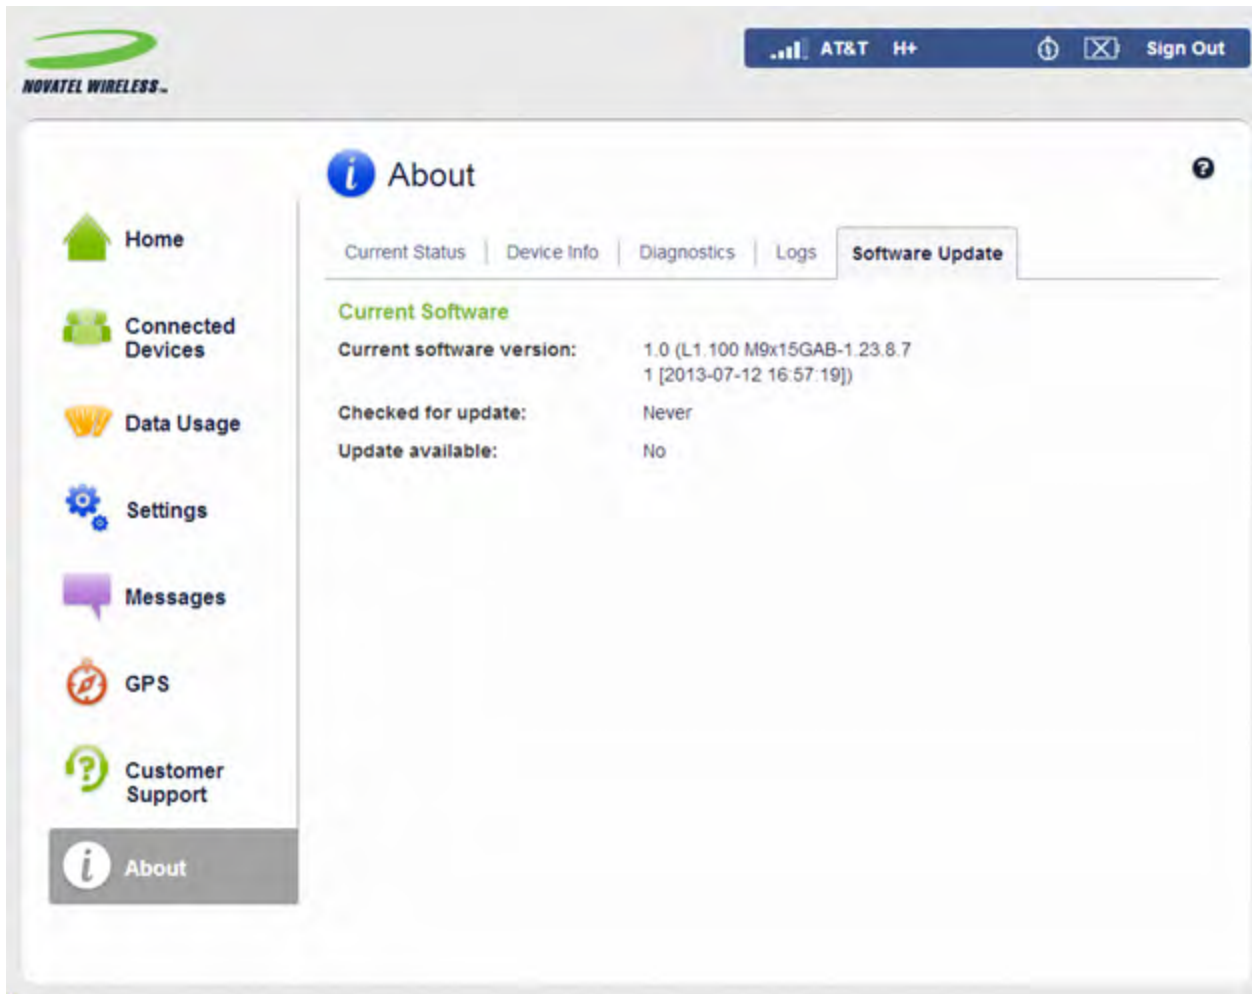 NOVATEL WIRELESS™
AT&T H+ Sign Out
About
Home
Connected
Devices
Data Usage
Settings
Messages
GPS
Customer
Support
About
Current Status Device Info Diagnostics Logs Software Update
Current Software
Current software version: 1.0 (L1.100 M9x15GAB-1.23.8.7
1 [2013-07-12 16:57:19])
Checked for update: Never
Update available: No